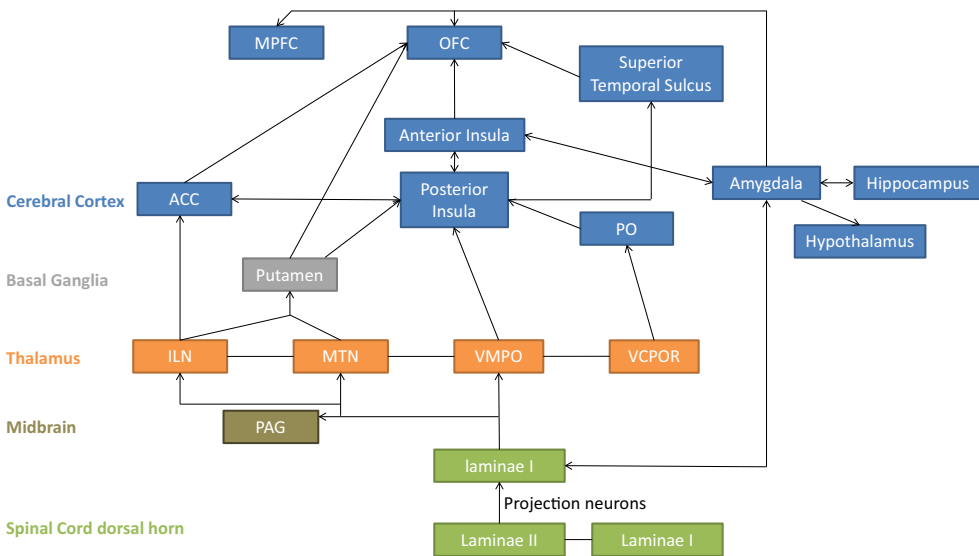 MPFC
OFC
Superior
Temporal Sulcus
Anterior Insula
Cerebral Cortex
ACC
Posterior
Insula
PO
Amygdala
Hippocampus
Hypothalamus
Basal Ganglia
Putamen
Thalamus
ILN
MTN
VMPO
VCPOR
Midbrain
PAG
laminae I
Projection neurons
Spinal Cord dorsal horn
Laminae II
Laminae I